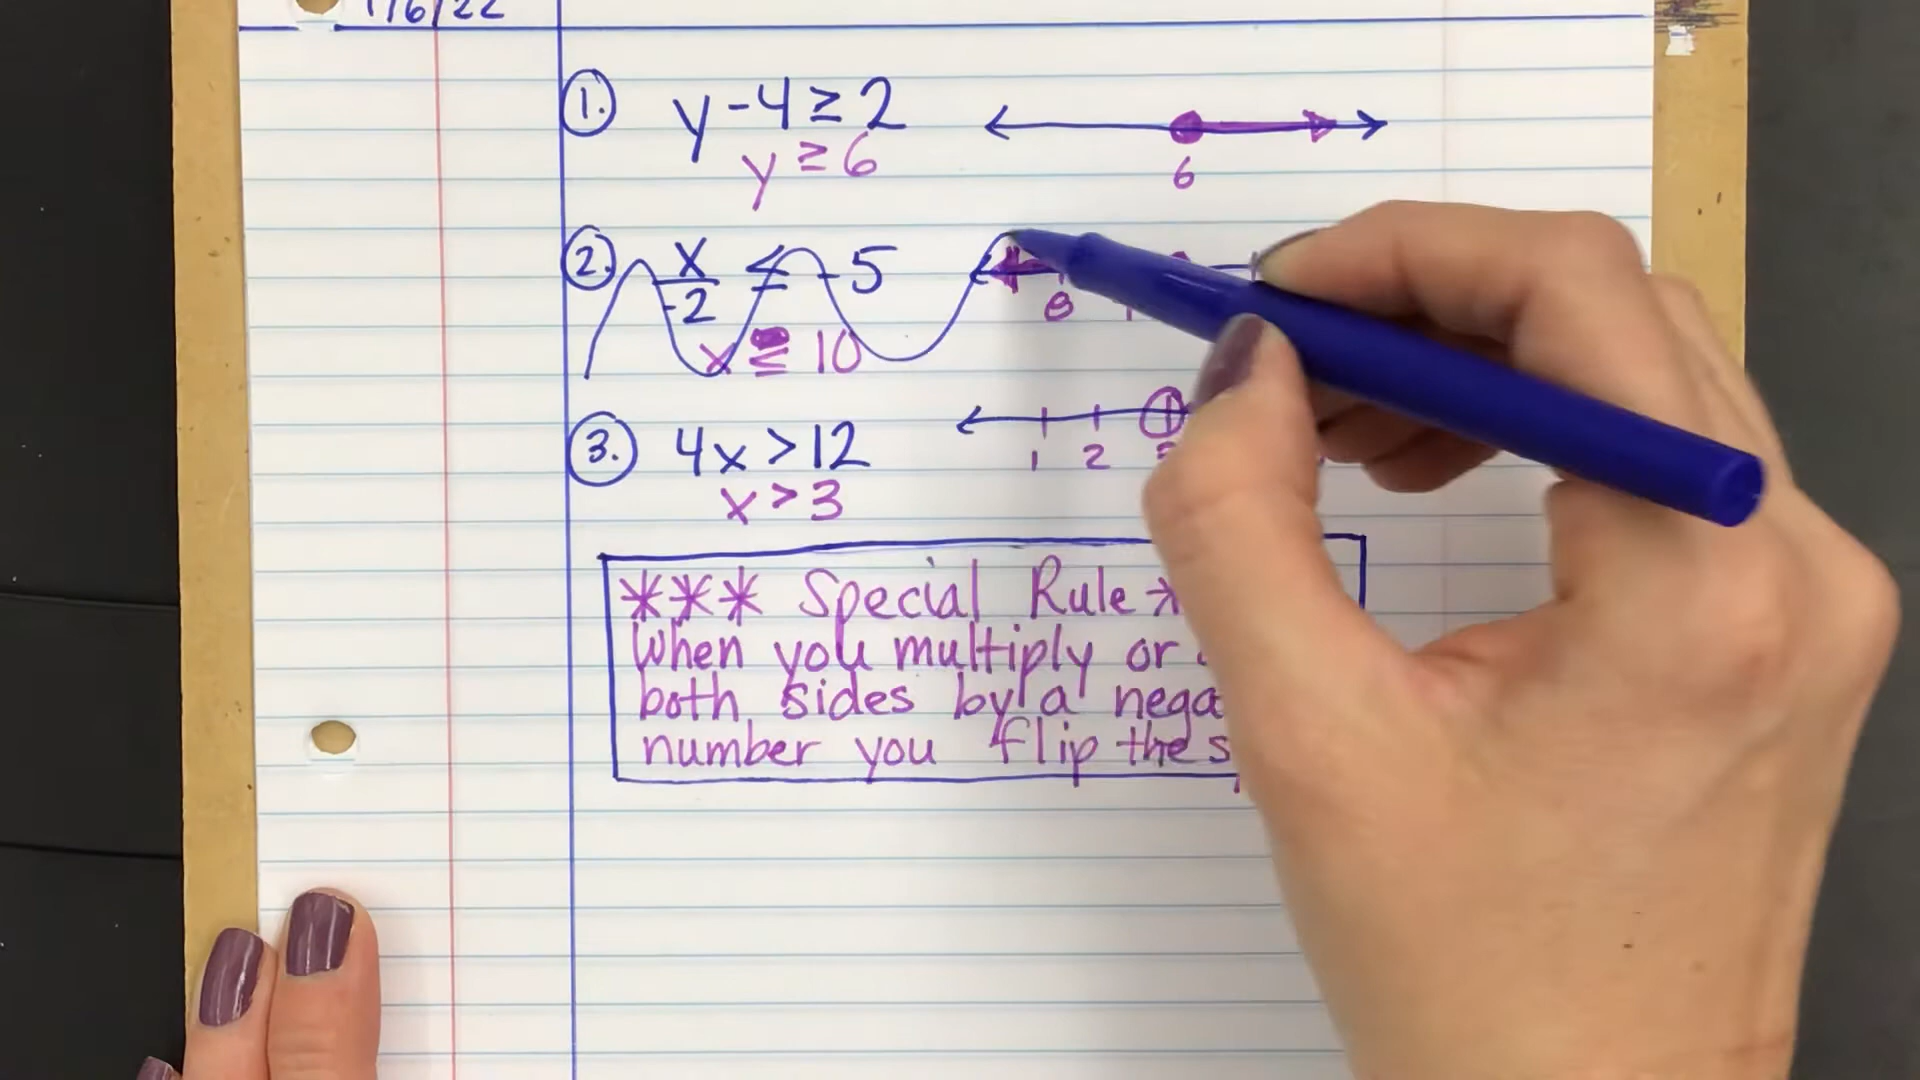 1/6/22
1. y - 4 ≥ 2
y ≥ 6
6
2. x/-2 ≤ -5
x ≤ 10
8
3. 4x > 12
x > 3
1 2
*** Special Rule *
When you multiply or
both sides by a
number you flip the